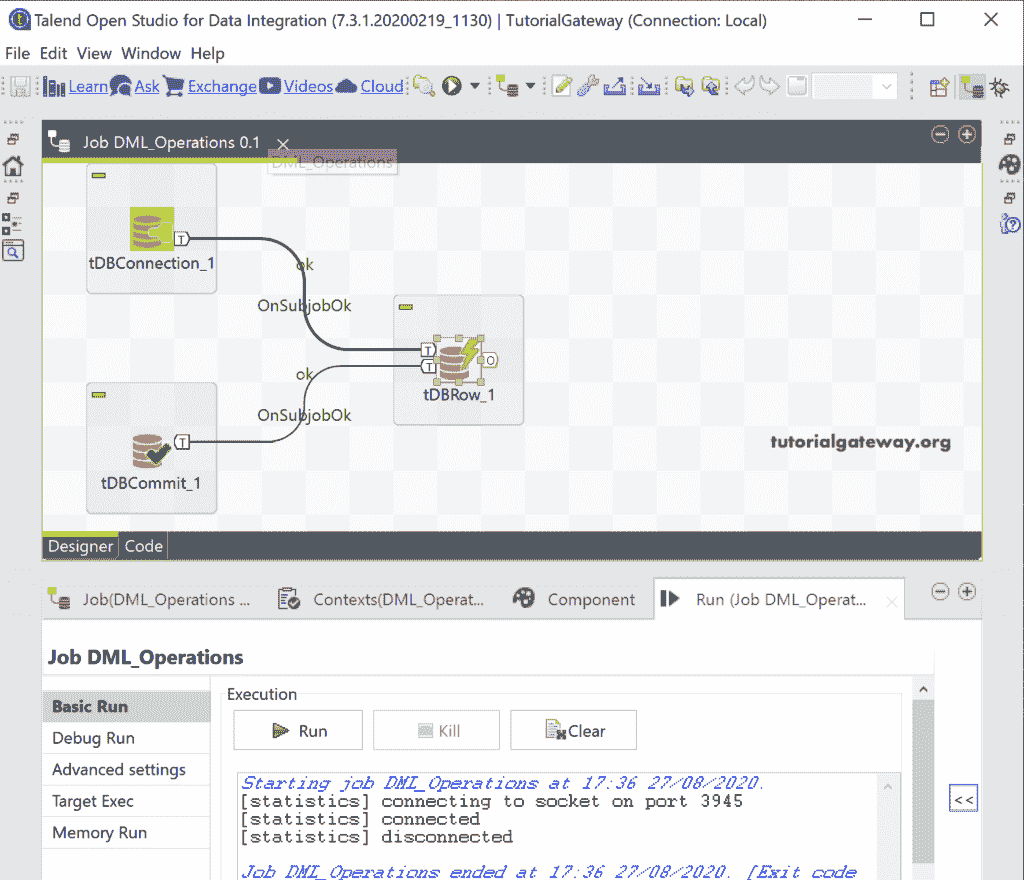 Talend Open Studio for Data Integration (7.3.1.20200219_1130) | TutorialGateway (Connection: Local)
File Edit View Window Help
Learn Ask Exchange Videos Cloud
Job DML_Operations 0.1
DML_Operations
T
tDBConnection_1
ok
OnSubjobOk
T
T
O
tDBRow_1
ok
OnSubjobOk
T
tDBCommit_1
tutorialgateway.org
Designer Code
Job(DML_Operations ... Contexts(DML_Operat... Component Run (Job DML_Operat...
Job DML_Operations
Basic Run
Debug Run
Advanced settings
Target Exec
Memory Run
Execution
Run Kill Clear
Starting job DML_Operations at 17:36 27/08/2020.
[statistics] connecting to socket on port 3945
[statistics] connected
[statistics] disconnected
Job DML_Operations ended at 17:36 27/08/2020. [Exit code
<<